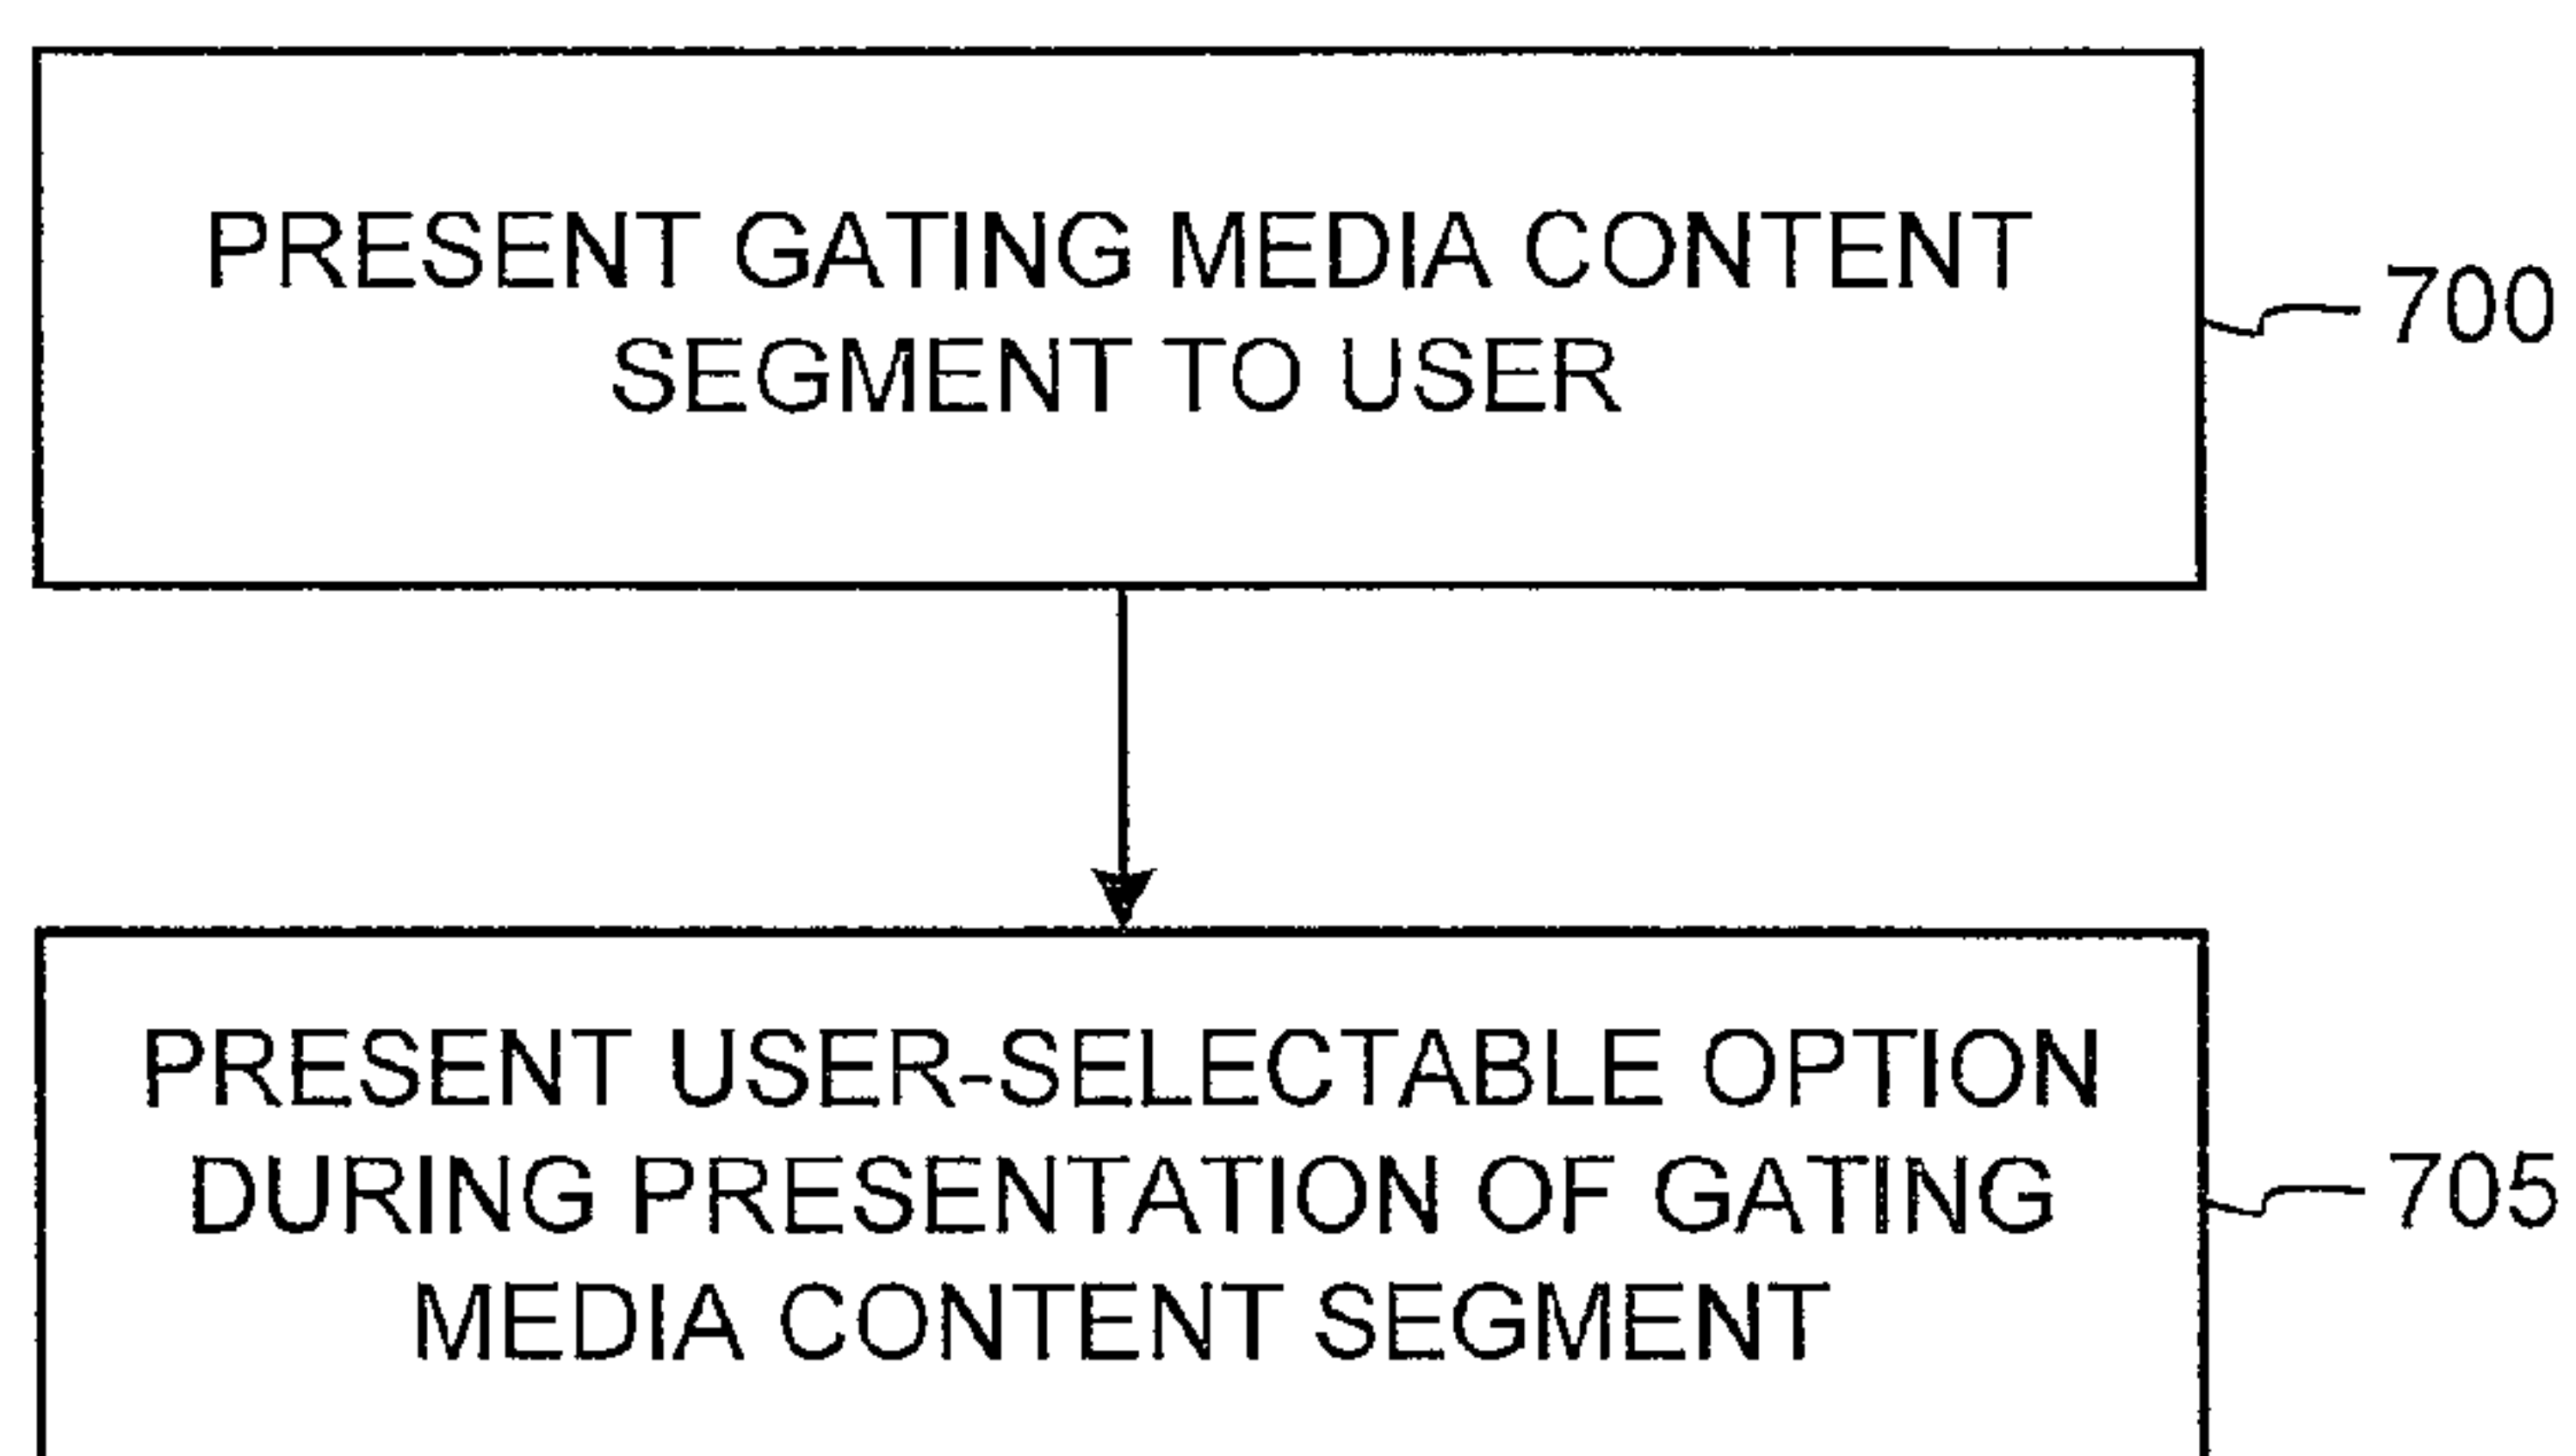 PRESENT GATING MEDIA CONTENT
SEGMENT TO USER
700
PRESENT USER-SELECTABLE OPTION
DURING PRESENTATION OF GATING
MEDIA CONTENT SEGMENT
705